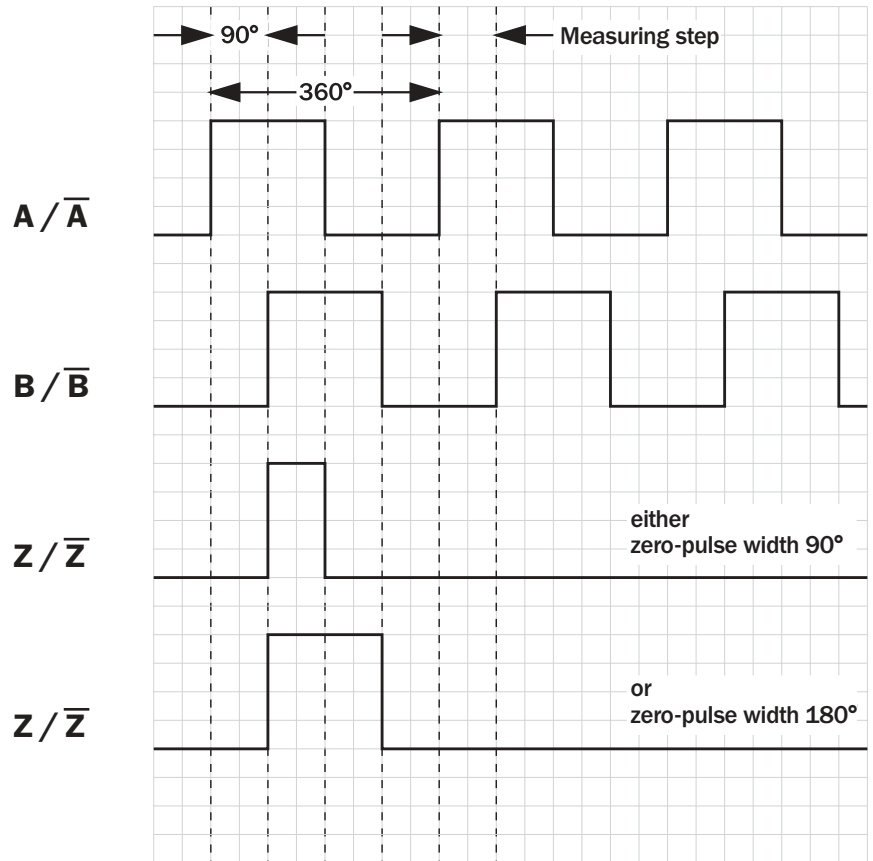 90°
Measuring step
360°
A / A̅
B / B̅
Z / Z̅
either
zero-pulse width 90°
Z / Z̅
or
zero-pulse width 180°